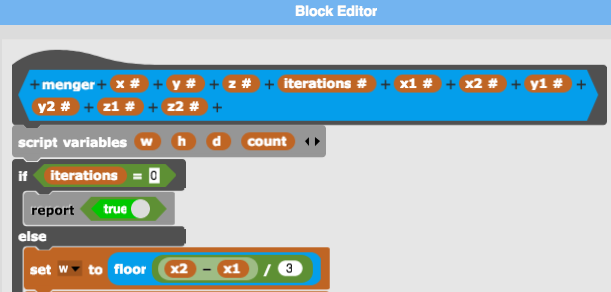 Block Editor
+ menger + x # + y # + z # + iterations # + x1 # + x2 # + y1 # +
y2 # + z1 # + z2 # +
script variables w h d count
if iterations = 0
report true
else
set w to floor x2 - x1 / 3